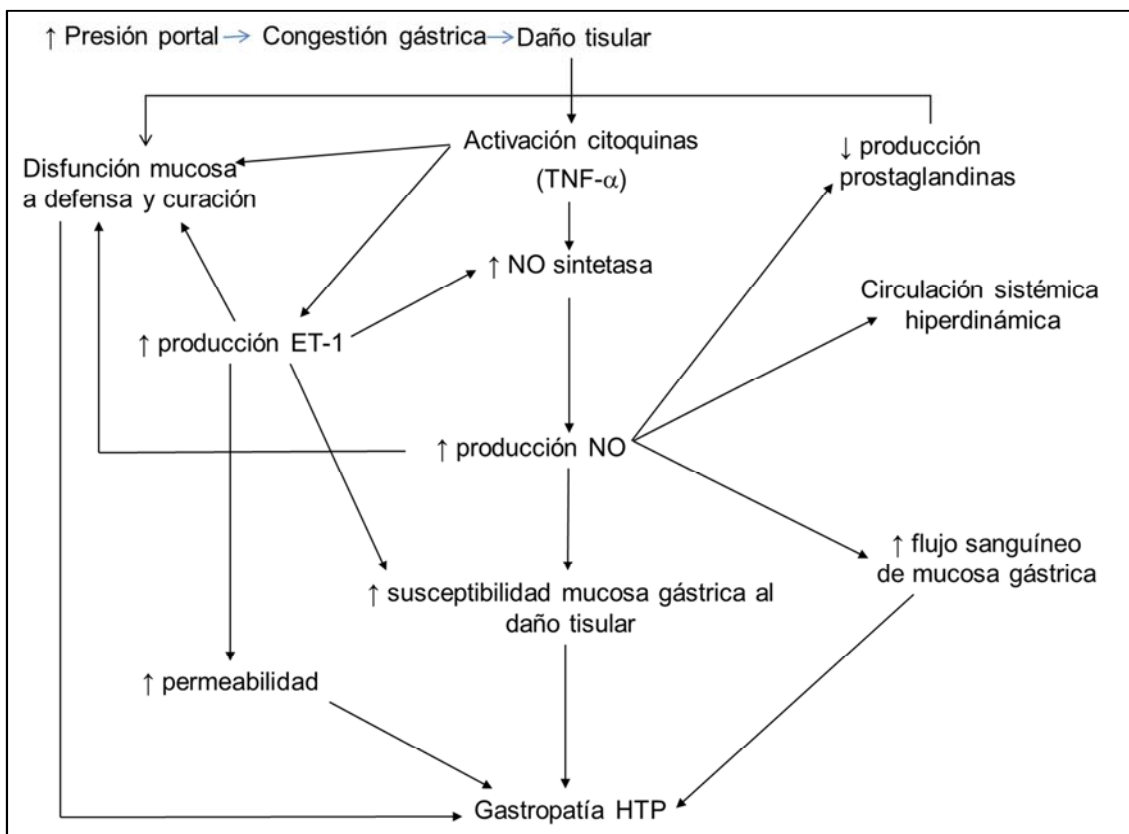 ↑ Presión portal → Congestión gástrica → Daño tisular
Activación citoquinas
(TNF-α)
Disfunción mucosa
a defensa y curación
↓ producción
prostaglandinas
↑ NO sintetasa
Circulación sistémica
hiperdinámica
↑ producción ET-1
↑ producción NO
↑ flujo sanguíneo
de mucosa gástrica
↑ susceptibilidad mucosa gástrica al
daño tisular
↑ permeabilidad
Gastropatía HTP